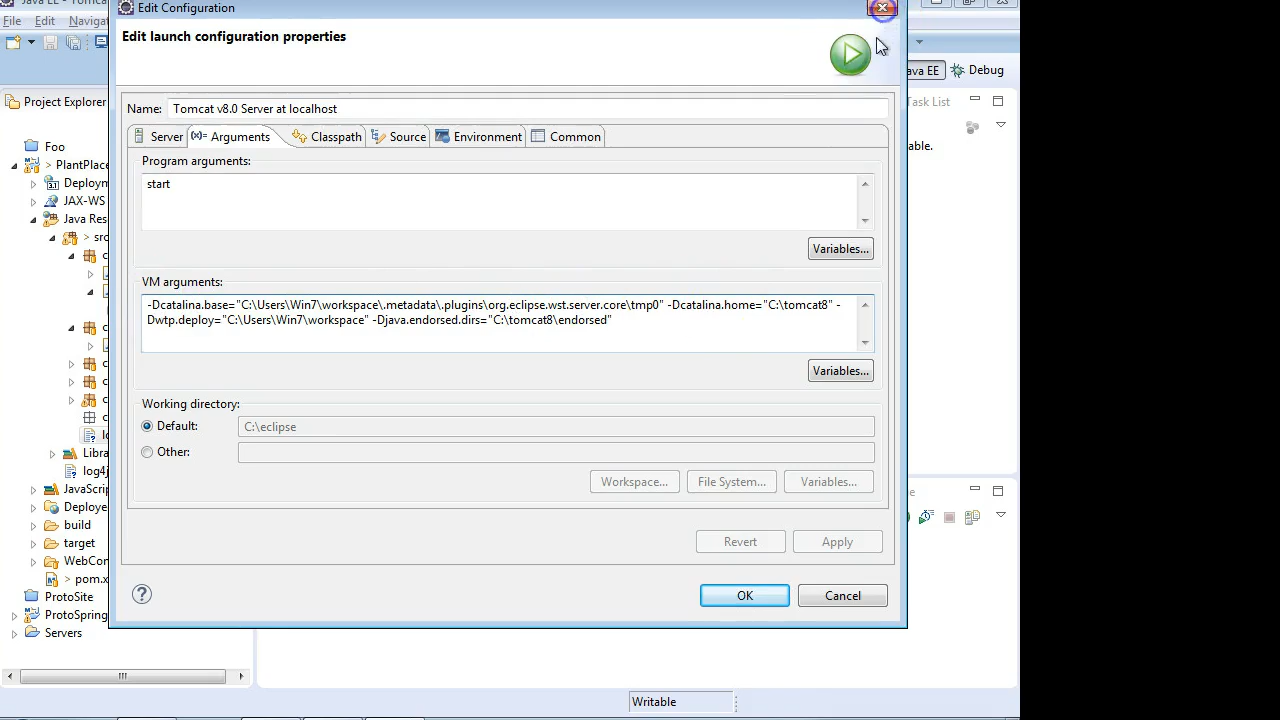 Java EE - Tomcat
Edit Configuration
File Edit Navigat
Edit launch configuration properties
ava EE Debug
Project Explorer
Name: Tomcat v8.0 Server at localhost
Task List
Server Arguments Classpath Source Environment Common
Foo
able.
PlantPlace
Program arguments:
Deploym
start
JAX-WS
Java Res
src
Variables...
c
VM arguments:
-Dcatalina.base="C:\Users\Win7\workspace\.metadata\.plugins\org.eclipse.wst.server.core\tmp0" -Dcatalina.home="C:\tomcat8" -
Dwtp.deploy="C:\Users\Win7\workspace" -Djava.endorsed.dirs="C:\tomcat8\endorsed"
c
c
Variables...
c
c
Working directory:
c
Default: C:\eclipse
lo
Other:
Libra
log4j
Workspace... File System... Variables...
JavaScrip
Deploye
build
target
Revert Apply
WebCon
> pom.x
ProtoSite
OK Cancel
ProtoSpring
Servers
Writable